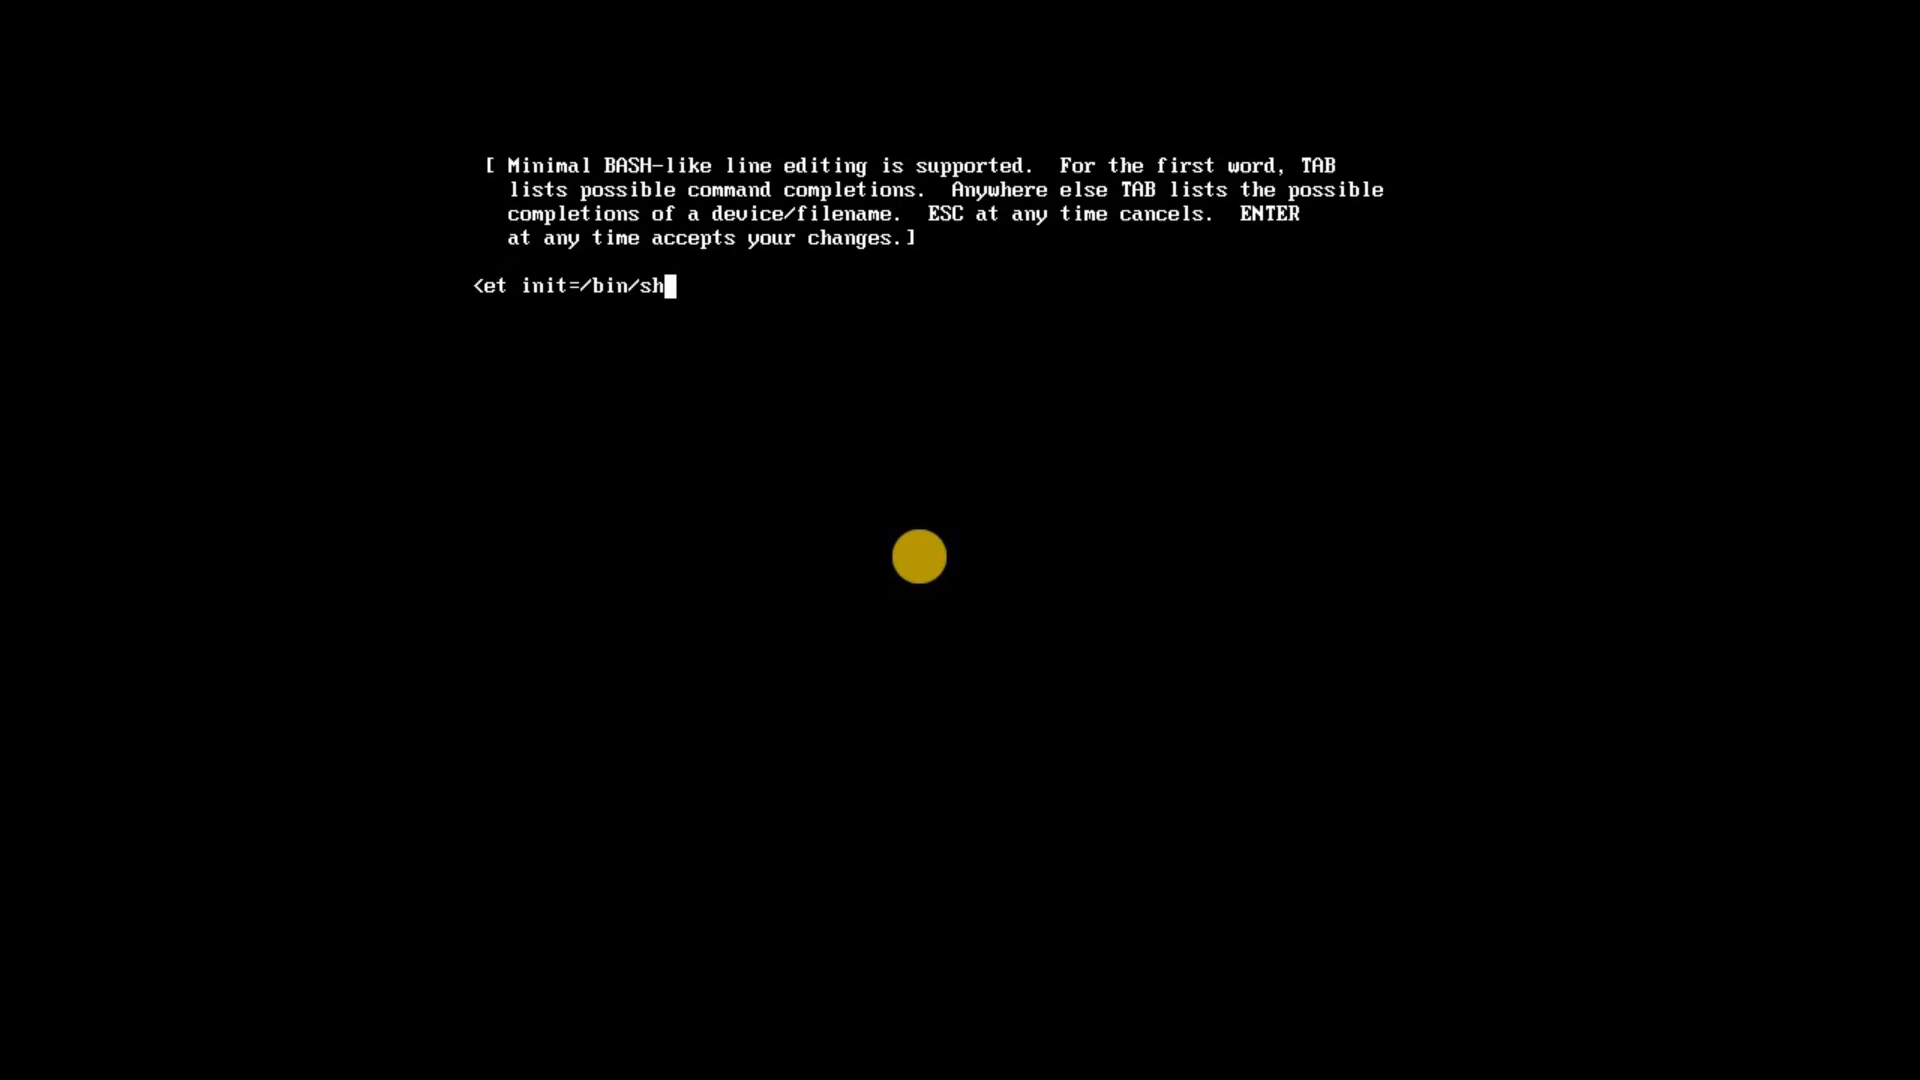 [ Minimal BASH-like line editing is supported.  For the first word, TAB
lists possible command completions.  Anywhere else TAB lists the possible
completions of a device/filename.  ESC at any time cancels.  ENTER
at any time accepts your changes.]
<et init=/bin/sh